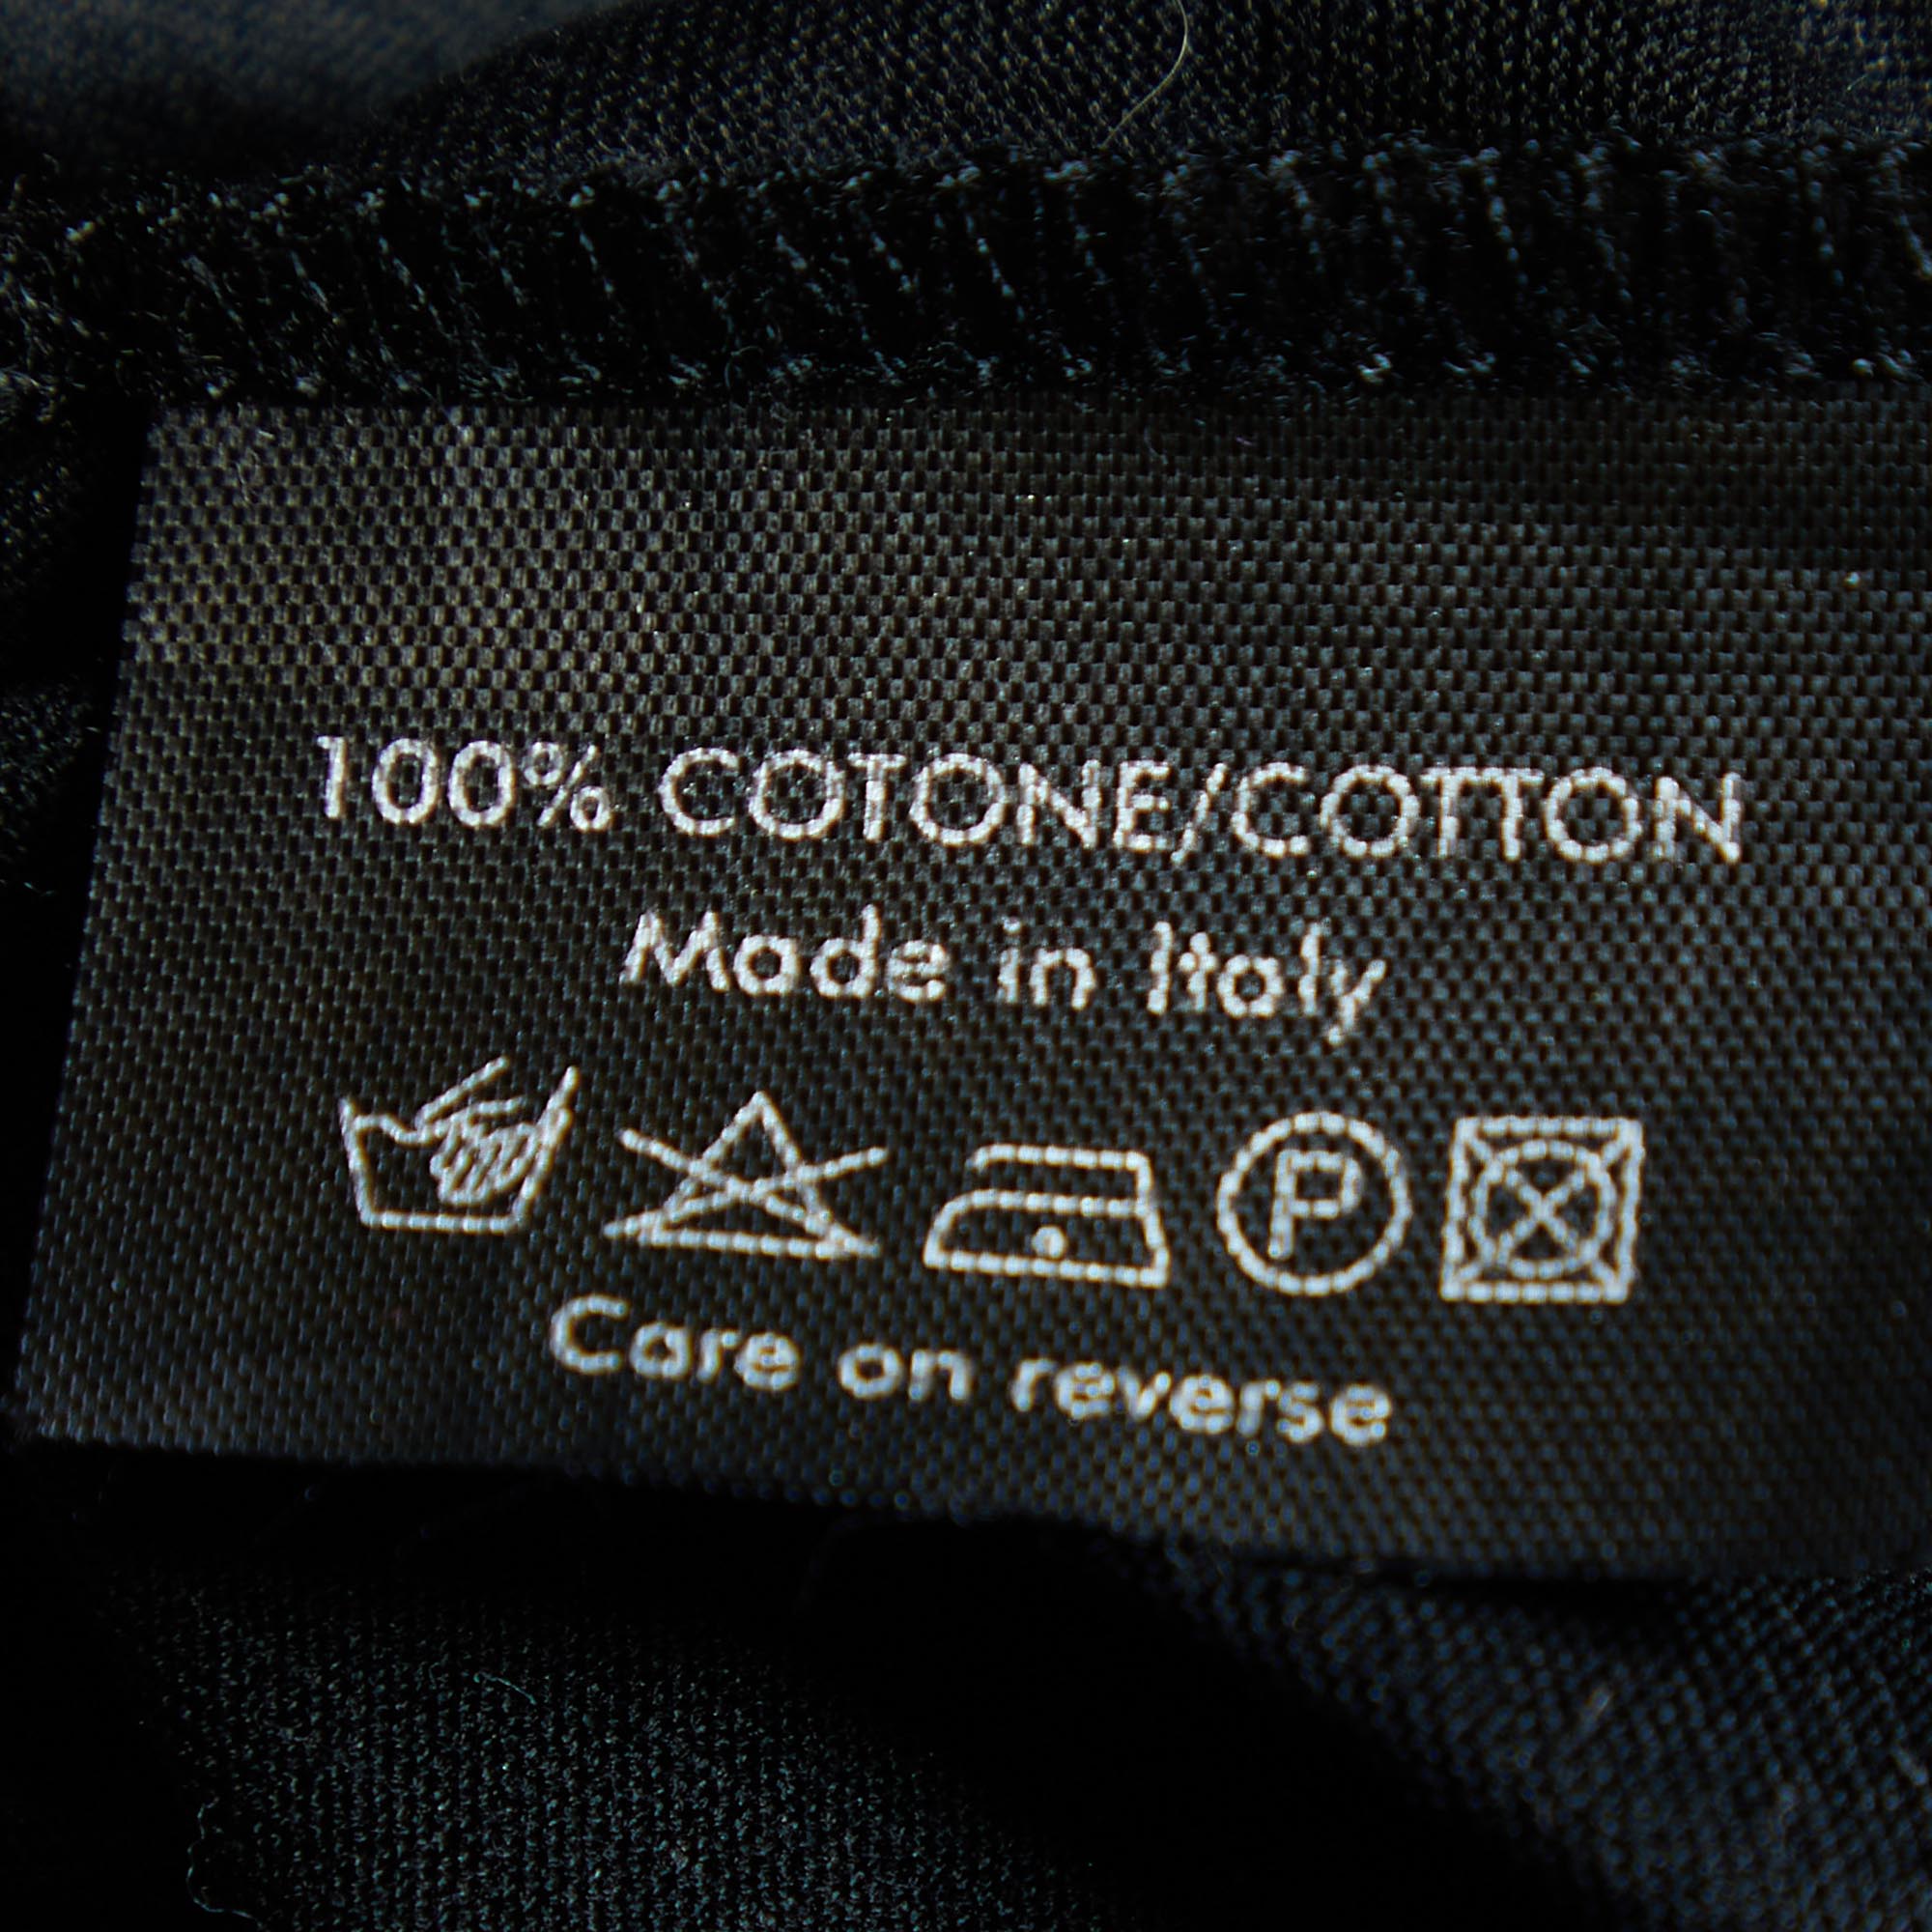 100% COTONE/COTTON
Made in Italy
P
Care on reverse